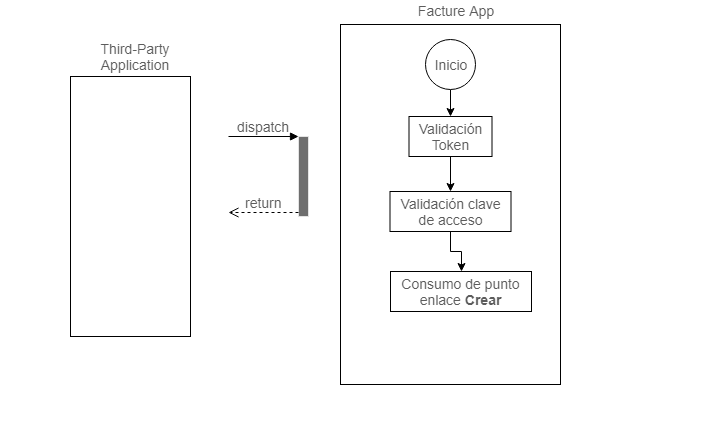 Facture App
Third-Party
Application
Inicio
dispatch
Validación
Token
return
Validación clave
de acceso
Consumo de punto
enlace Crear